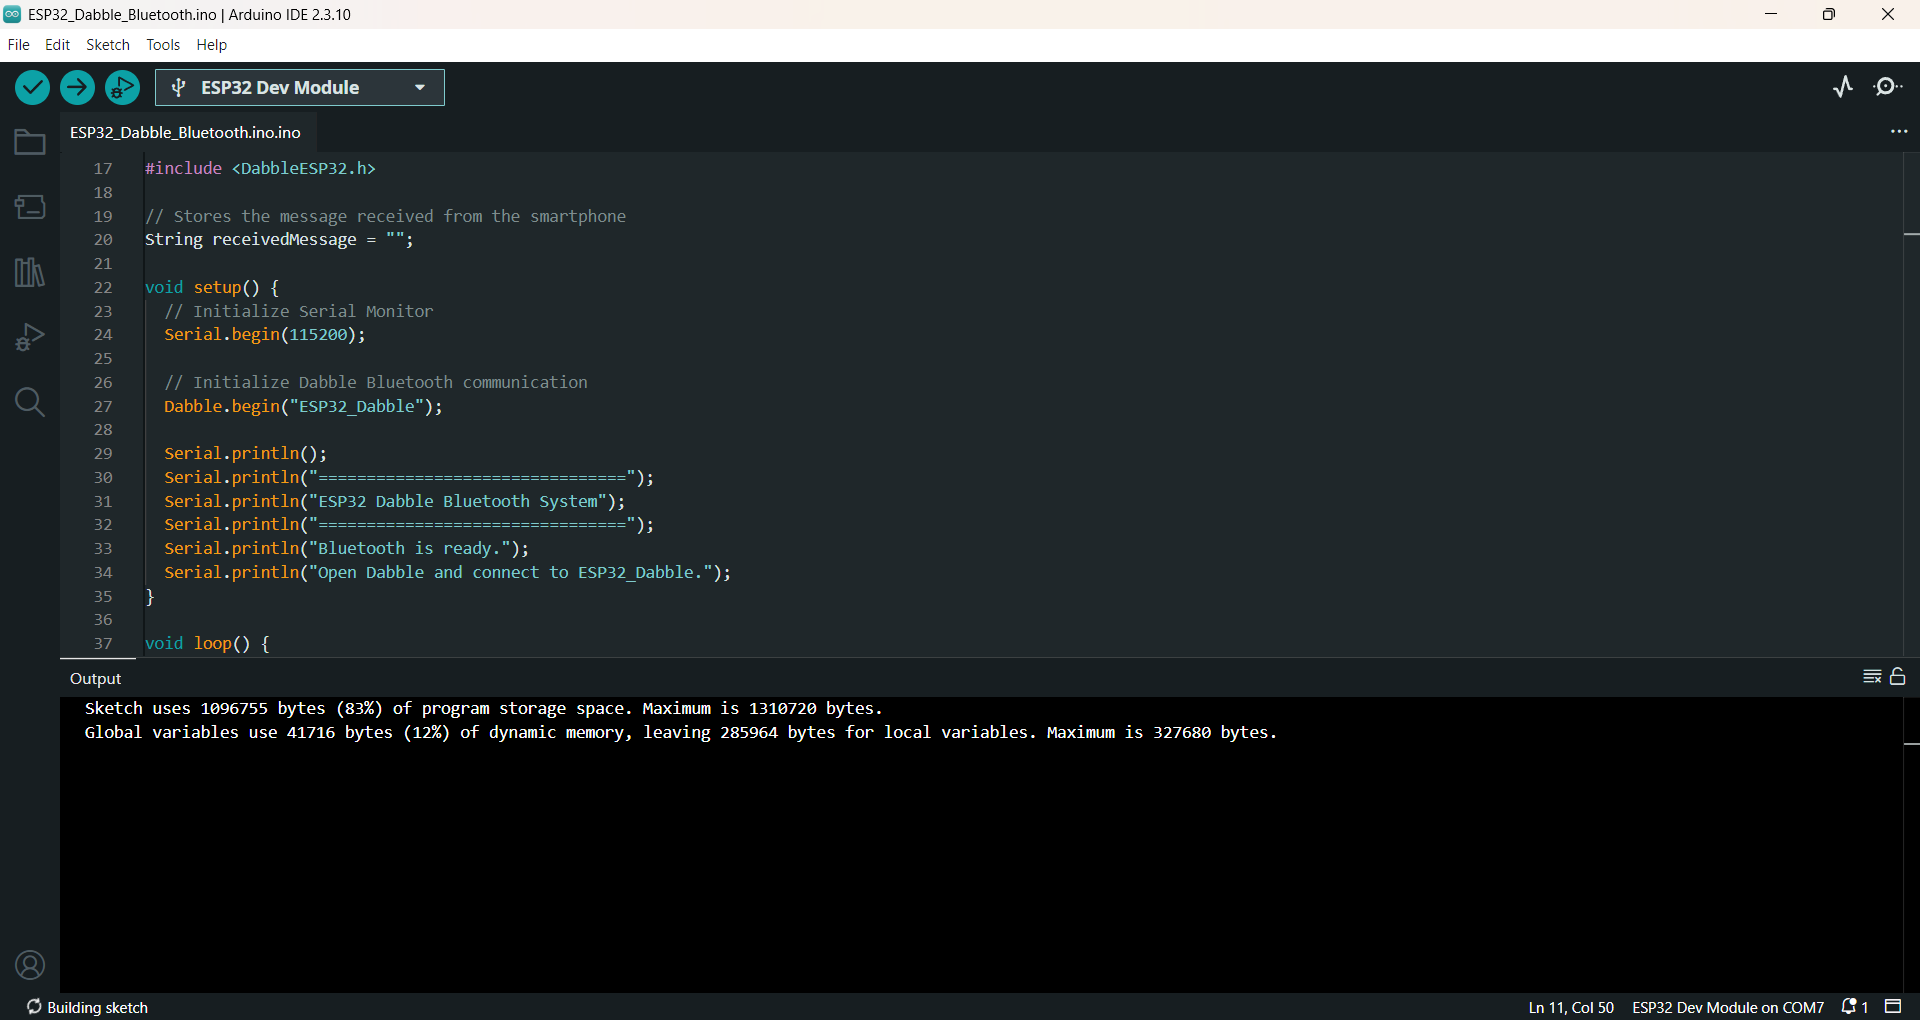 ESP32_Dabble_Bluetooth.ino | Arduino IDE 2.3.10
File Edit Sketch Tools Help
ESP32 Dev Module
ESP32_Dabble_Bluetooth.ino.ino
17 #include <DabbleESP32.h>
18
19 // Stores the message received from the smartphone
20 String receivedMessage = "";
21
22 void setup() {
23 // Initialize Serial Monitor
24 Serial.begin(115200);
25
26 // Initialize Dabble Bluetooth communication
27 Dabble.begin("ESP32_Dabble");
28
29 Serial.println();
30 Serial.println("================================");
31 Serial.println("ESP32 Dabble Bluetooth System");
32 Serial.println("================================");
33 Serial.println("Bluetooth is ready.");
34 Serial.println("Open Dabble and connect to ESP32_Dabble.");
35 }
36
37 void loop() {
Output
Sketch uses 1096755 bytes (83%) of program storage space. Maximum is 1310720 bytes.
Global variables use 41716 bytes (12%) of dynamic memory, leaving 285964 bytes for local variables. Maximum is 327680 bytes.
Building sketch Ln 11, Col 50 ESP32 Dev Module on COM7 1